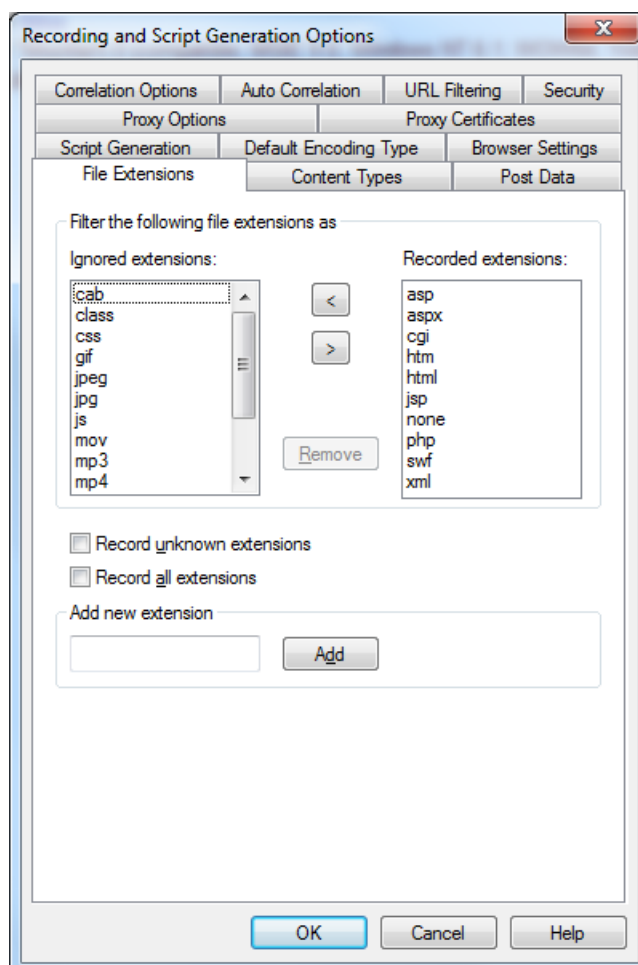 Recording and Script Generation Options
Correlation Options Auto Correlation URL Filtering Security
Proxy Options Proxy Certificates
Script Generation Default Encoding Type Browser Settings
File Extensions Content Types Post Data
Filter the following file extensions as
Ignored extensions: Recorded extensions:
cab < asp
class aspx
css cgi
gif > htm
jpeg html
jpg jsp
js none
mov Remove php
mp3 swf
mp4 xml
Record unknown extensions
Record all extensions
Add new extension
Add
OK Cancel Help